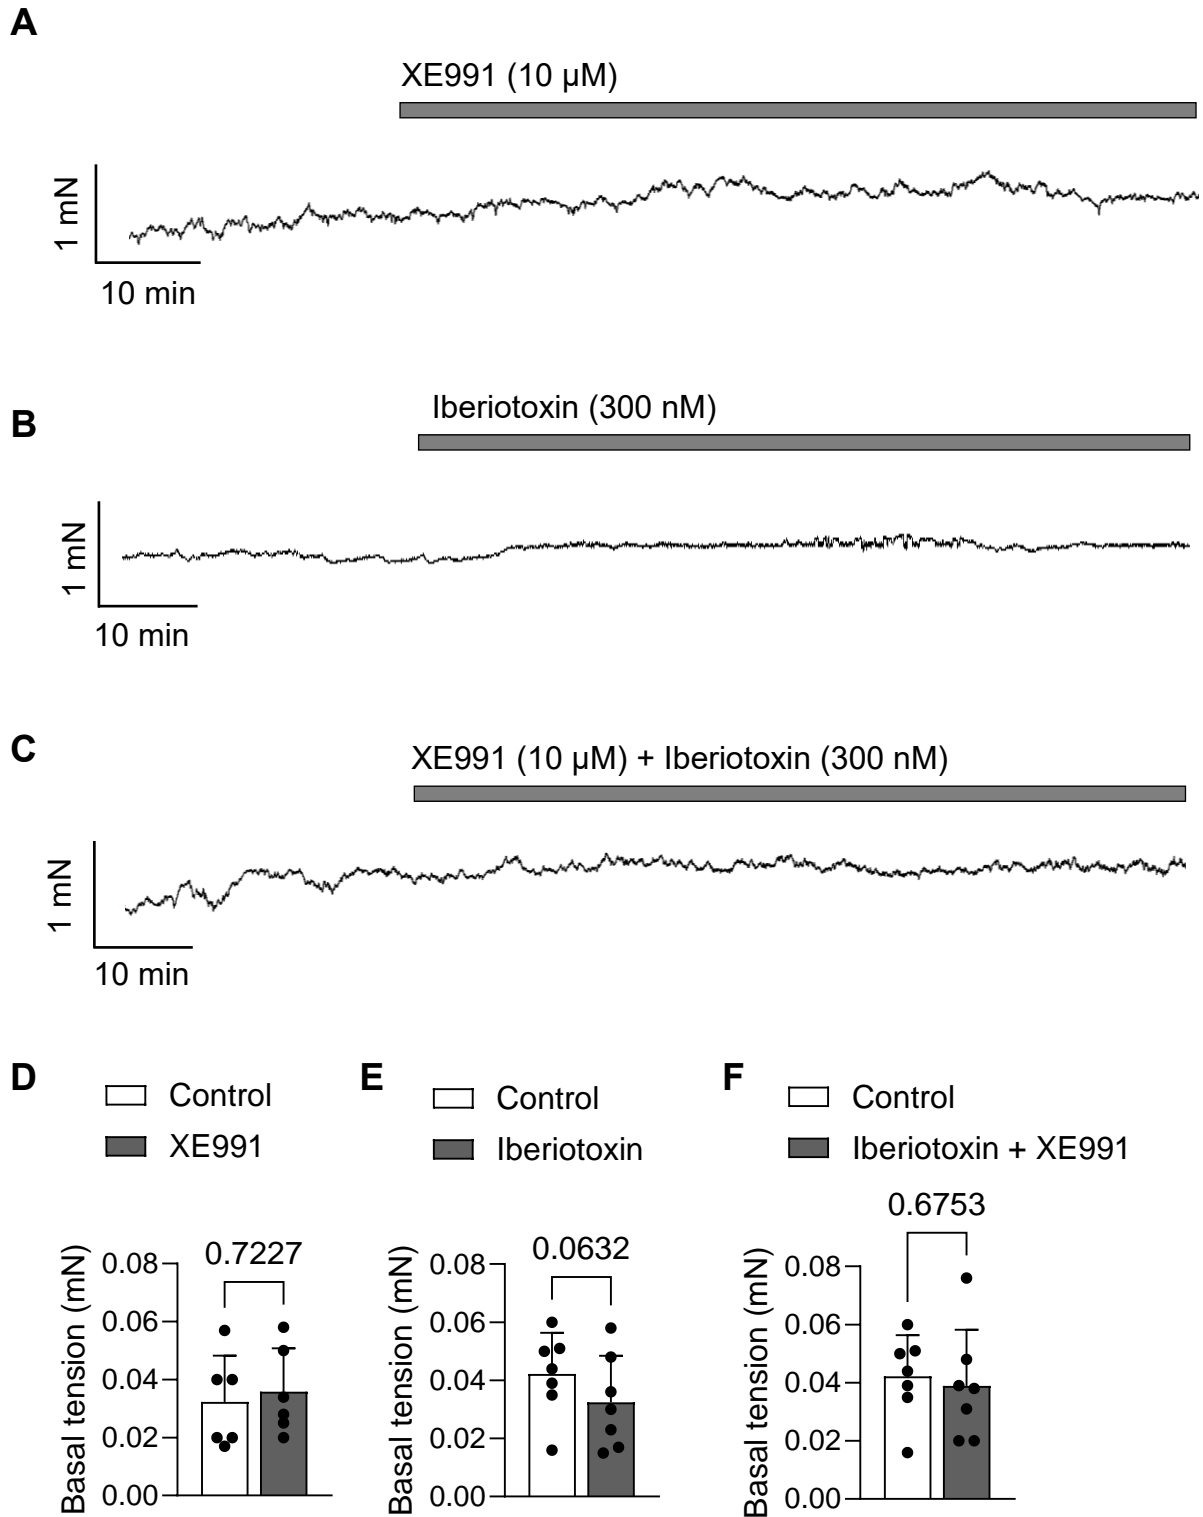 A
XE991 (10 µM)
1 mN
10 min
B
Iberiotoxin (300 nM)
1 mN
10 min
C
XE991 (10 µM) + Iberiotoxin (300 nM)
1 mN
10 min
D
Control
XE991
0.7227
Basal tension (mN)
0.08
0.06
0.04
0.02
0.00
E
Control
Iberiotoxin
0.0632
Basal tension (mN)
0.08
0.06
0.04
0.02
0.00
F
Control
Iberiotoxin + XE991
0.6753
Basal tension (mN)
0.08
0.06
0.04
0.02
0.00